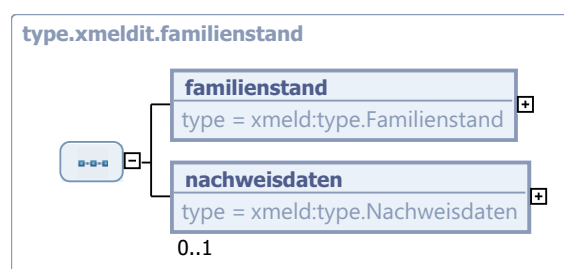 type.xmeldit.familienstand
familienstand
type = xmeld:type.Familienstand
nachweisdaten
type = xmeld:type.Nachweisdaten
0..1